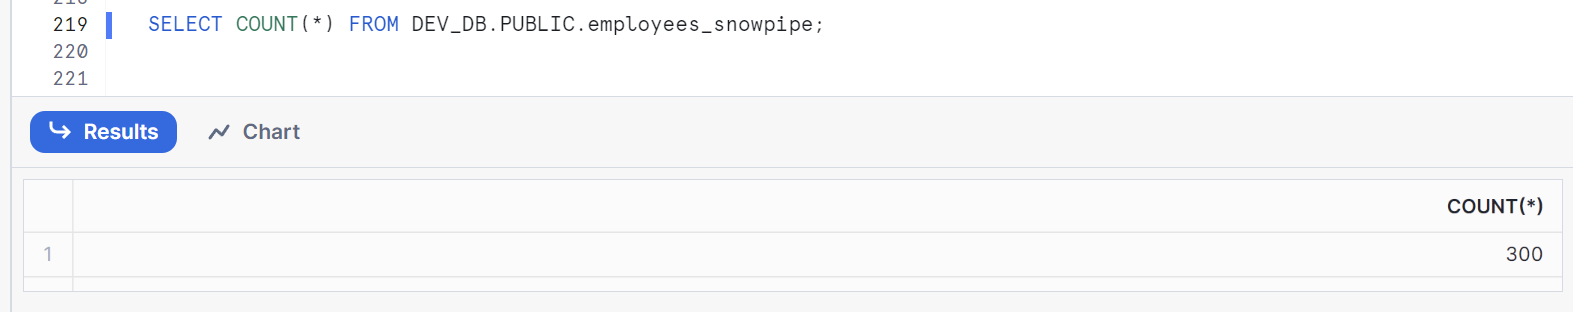 219 SELECT COUNT(*) FROM DEV_DB.PUBLIC.employees_snowpipe;
220
221
Results Chart
COUNT(*)
1 300